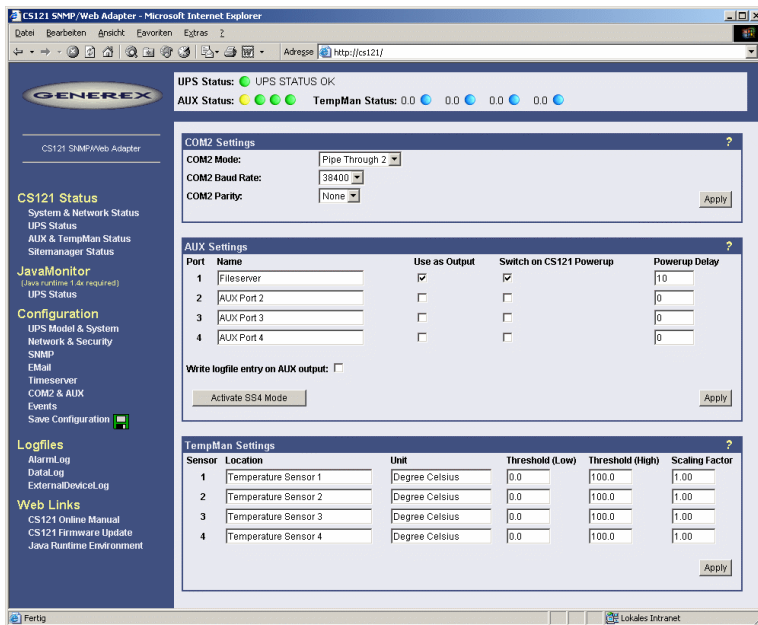 CS121 SNMP/Web Adapter - Microsoft Internet Explorer
Datei Bearbeiten Ansicht Favoriten Extras ?
Adresse http://cs121/
GENEREX
CS121 SNMP/Web Adapter
CS121 Status
System & Network Status
UPS Status
AUX & TempMan Status
Sitemanager Status
JavaMonitor
(Java runtime 1.4x required)
UPS Status
Configuration
UPS Model & System
Network & Security
SNMP
EMail
Timeserver
COM2 & AUX
Events
Save Configuration
Logfiles
AlarmLog
DataLog
ExternalDeviceLog
Web Links
CS121 Online Manual
CS121 Firmware Update
Java Runtime Environment
UPS Status: UPS STATUS OK
AUX Status: TempMan Status: 0.0 0.0 0.0 0.0
COM2 Settings ?
COM2 Mode: Pipe Through 2
COM2 Baud Rate: 38400
COM2 Parity: None
Apply
AUX Settings ?
Port Name Use as Output Switch on CS121 Powerup Powerup Delay
1 Fileserver 10
2 AUX Port 2 0
3 AUX Port 3 0
4 AUX Port 4 0
Write logfile entry on AUX output:
Activate SS4 Mode Apply
TempMan Settings ?
Sensor Location Unit Threshold (Low) Threshold (High) Scaling Factor
1 Temperature Sensor 1 Degree Celsius 0.0 100.0 1.00
2 Temperature Sensor 2 Degree Celsius 0.0 100.0 1.00
3 Temperature Sensor 3 Degree Celsius 0.0 100.0 1.00
4 Temperature Sensor 4 Degree Celsius 0.0 100.0 1.00
Apply
Fertig Lokales Intranet